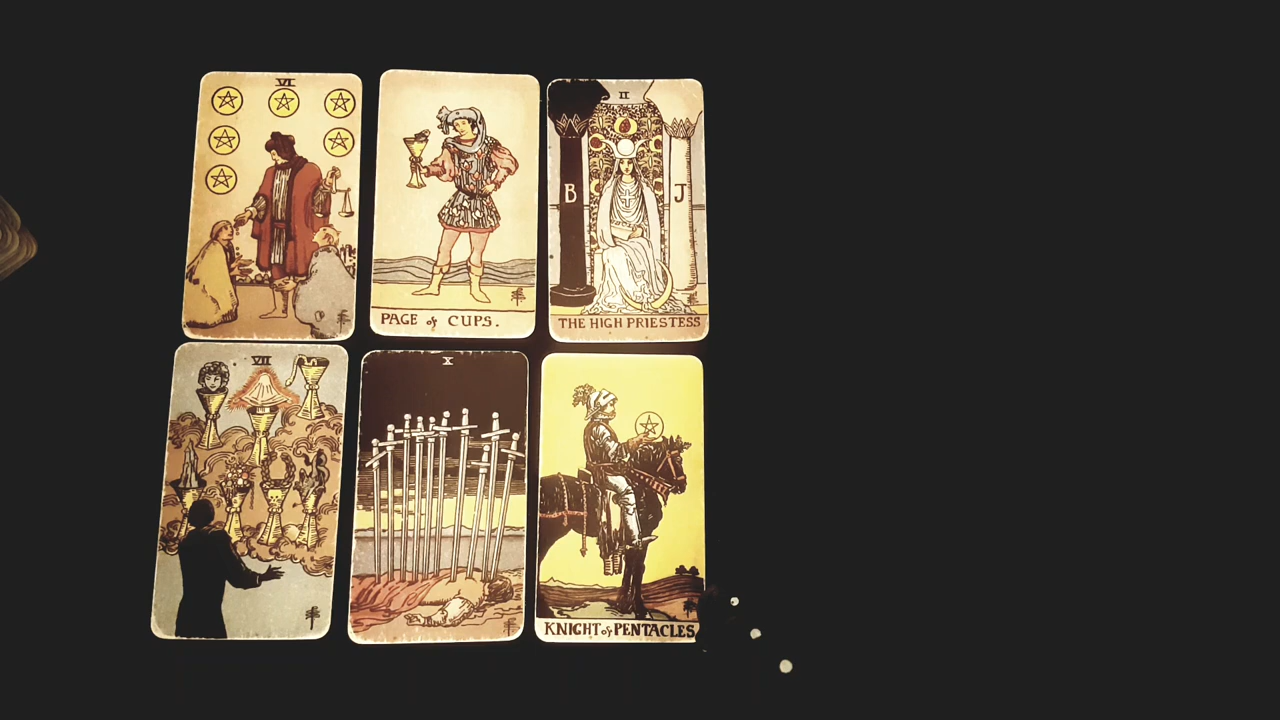 VI
PAGE of CUPS.
II
B
J
THE HIGH PRIESTESS
VII
X
KNIGHT of PENTACLES